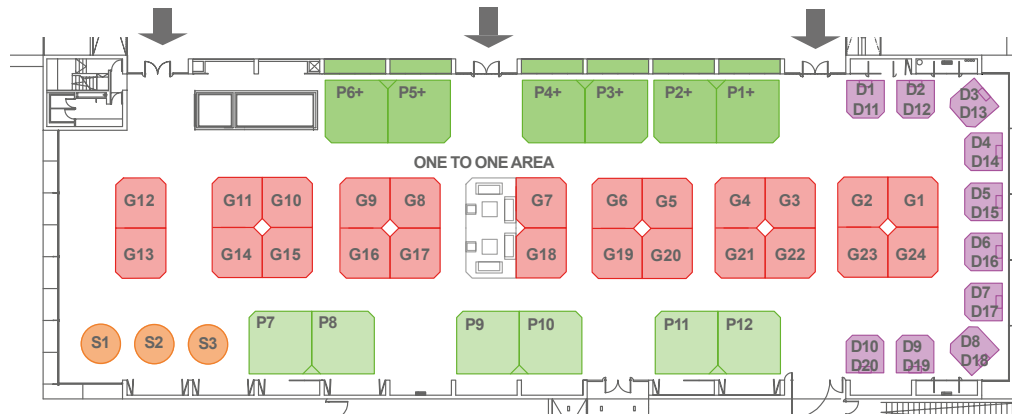 P6+ P5+ P4+ P3+ P2+ P1+
D1 D2 D3
D11 D12 D13
D4
D14
ONE TO ONE AREA
G12 G11 G10 G9 G8 G7 G6 G5 G4 G3 G2 G1
D5
D15
G13 G14 G15 G16 G17 G18 G19 G20 G21 G22 G23 G24
D6
D16
D7
D17
P7 P8 P9 P10 P11 P12
S1 S2 S3
D10 D9 D8
D20 D19 D18